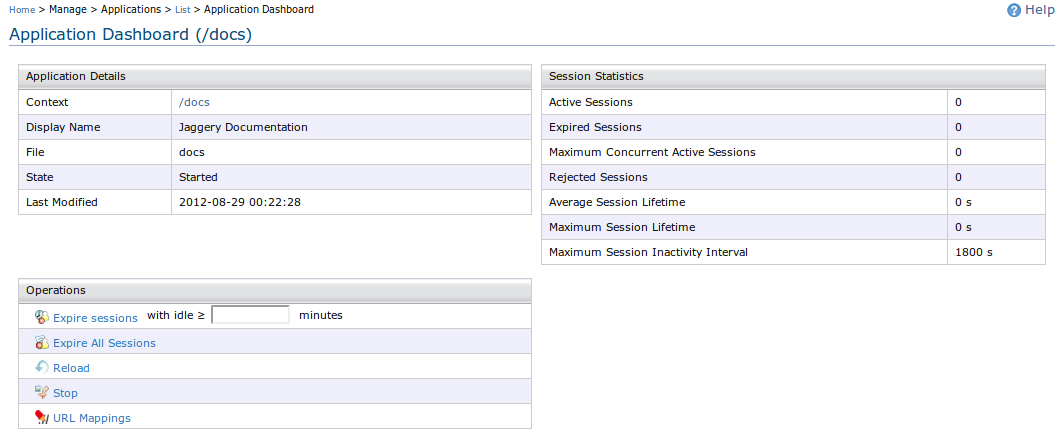 Home > Manage > Applications > List > Application Dashboard
Help
Application Dashboard (/docs)
Application Details
Context /docs
Display Name Jaggery Documentation
File docs
State Started
Last Modified 2012-08-29 00:22:28
Session Statistics
Active Sessions 0
Expired Sessions 0
Maximum Concurrent Active Sessions 0
Rejected Sessions 0
Average Session Lifetime 0 s
Maximum Session Lifetime 0 s
Maximum Session Inactivity Interval 1800 s
Operations
Expire sessions with idle ≥ minutes
Expire All Sessions
Reload
Stop
URL Mappings